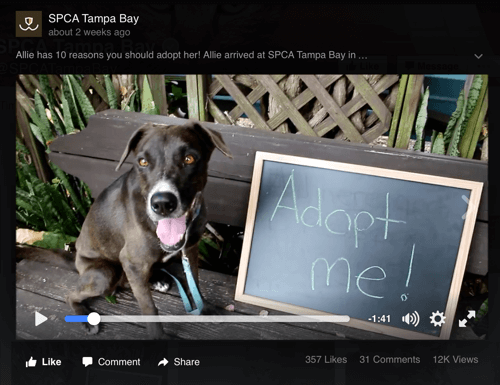 SPCA Tampa Bay
about 2 weeks ago
Allie has 10 reasons you should adopt her! Allie arrived at SPCA Tampa Bay in ...
Adopt
me!
-1:41
Like Comment Share 357 Likes 31 Comments 12K Views